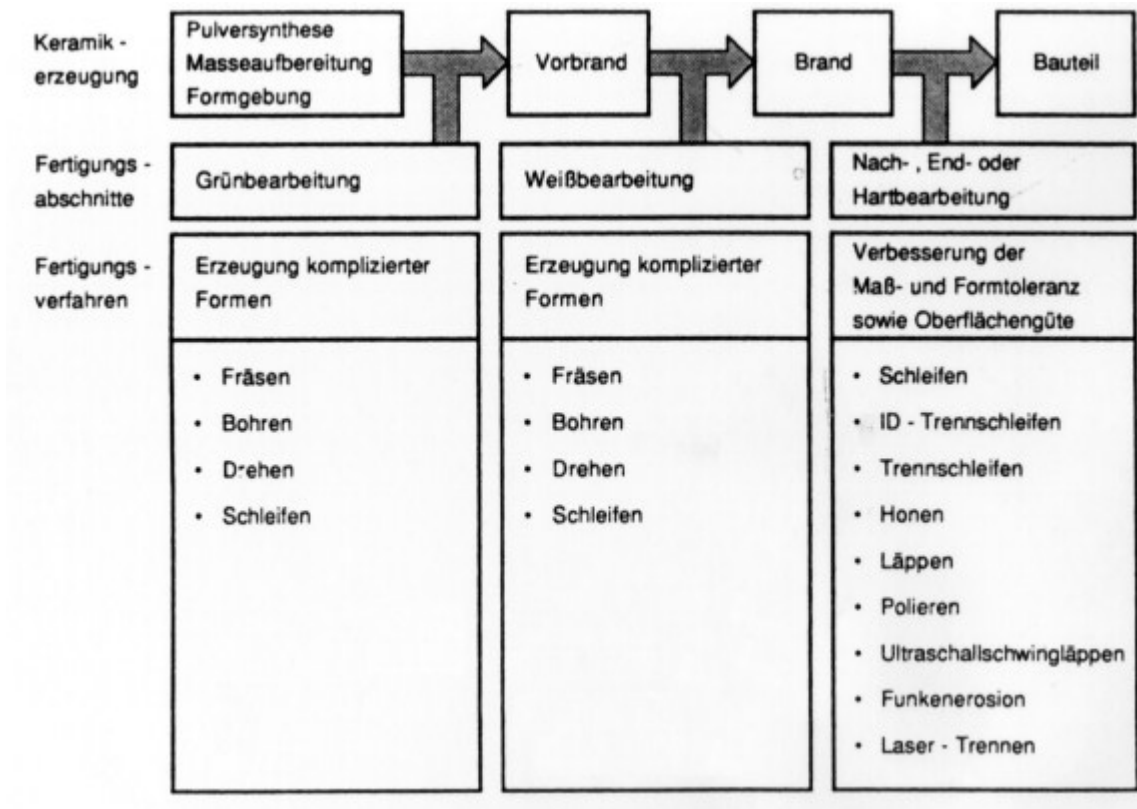 Keramik -
erzeugung
Pulversynthese
Masseaufbereitung
Formgebung
Vorbrand
Brand
Bauteil
Fertigungs -
abschnitte
Grünbearbeitung
Weißbearbeitung
Nach- , End- oder
Hartbearbeitung
Fertigungs -
verfahren
Erzeugung komplizierter
Formen
• Fräsen
• Bohren
• Drehen
• Schleifen
Erzeugung komplizierter
Formen
• Fräsen
• Bohren
• Drehen
• Schleifen
Verbesserung der
Maß- und Formtoleranz
sowie Oberflächengüte
• Schleifen
• ID - Trennschleifen
• Trennschleifen
• Honen
• Läppen
• Polieren
• Ultraschallschwingläppen
• Funkenerosion
• Laser - Trennen